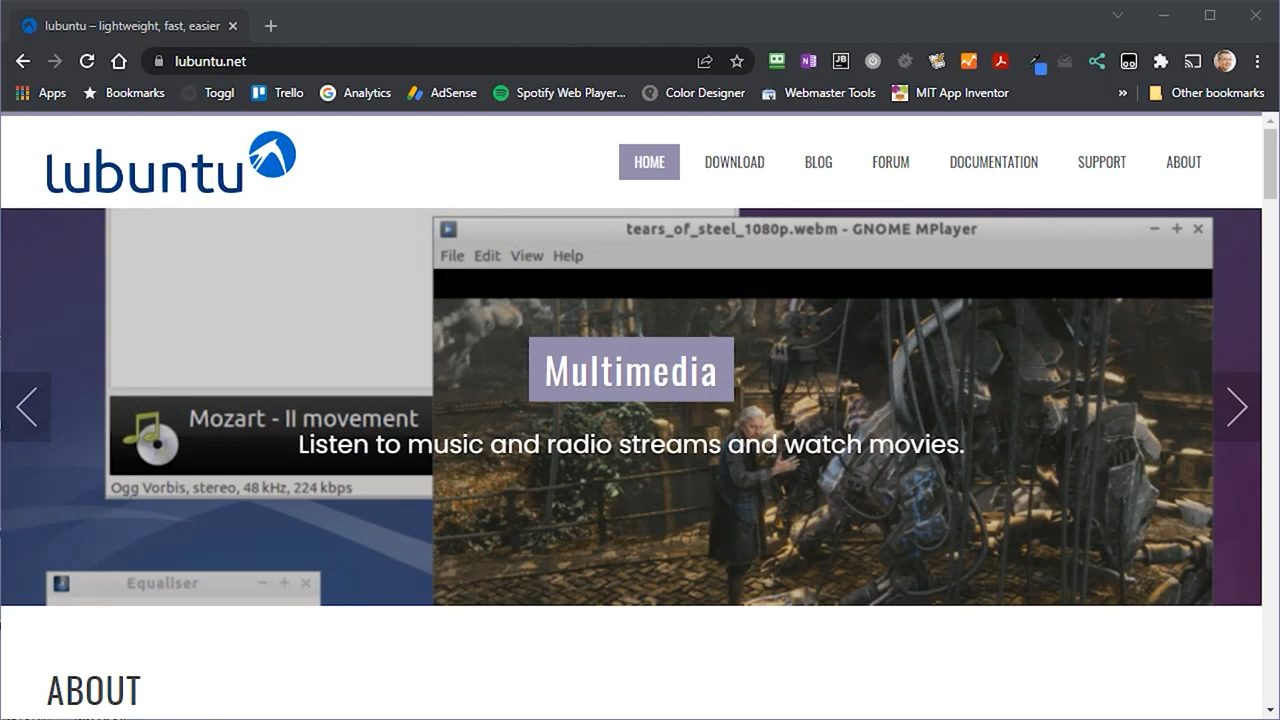 lubuntu – lightweight, fast, easier
lubuntu.net
Apps
Bookmarks
Toggl
Trello
Analytics
AdSense
Spotify Web Player...
Color Designer
Webmaster Tools
MIT App Inventor
»
Other bookmarks
lubuntu
HOME
DOWNLOAD
BLOG
FORUM
DOCUMENTATION
SUPPORT
ABOUT
tears_of_steel_1080p.webm - GNOME MPlayer
File Edit View Help
Multimedia
Mozart - II movement
Listen to music and radio streams and watch movies.
Ogg Vorbis, stereo, 48 kHz, 224 kbps
Equaliser
ABOUT